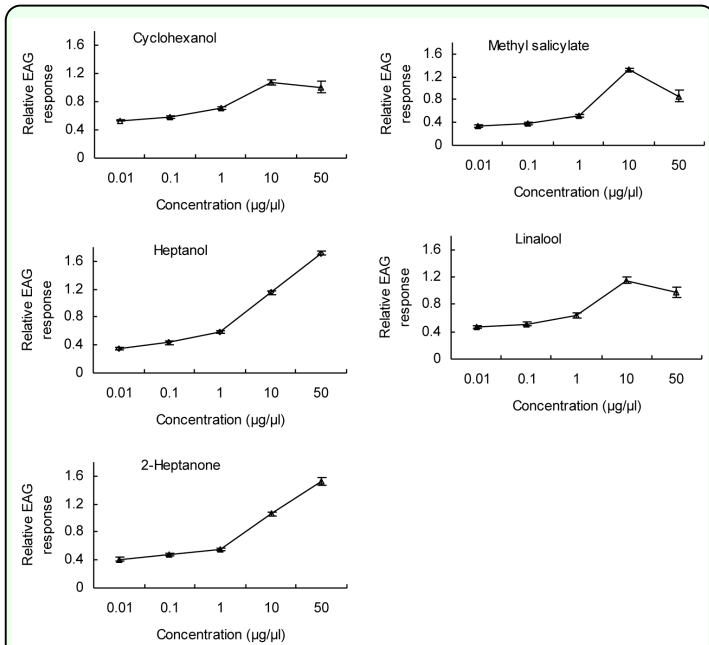 Cyclohexanol
Relative EAG
response
1.6
1.2
0.8
0.4
0
0.01 0.1 1 10 50
Concentration (µg/µl)
Methyl salicylate
Relative EAG
response
1.6
1.2
0.8
0.4
0
0.01 0.1 1 10 50
Concentration (µg/µl)
Heptanol
Relative EAG
response
1.6
1.2
0.8
0.4
0
0.01 0.1 1 10 50
Concentration (µg/µl)
Linalool
Relative EAG
response
1.6
1.2
0.8
0.4
0
0.01 0.1 1 10 50
Concentration (µg/µl)
2-Heptanone
Relative EAG
response
1.6
1.2
0.8
0.4
0
0.01 0.1 1 10 50
Concentration (µg/µl)